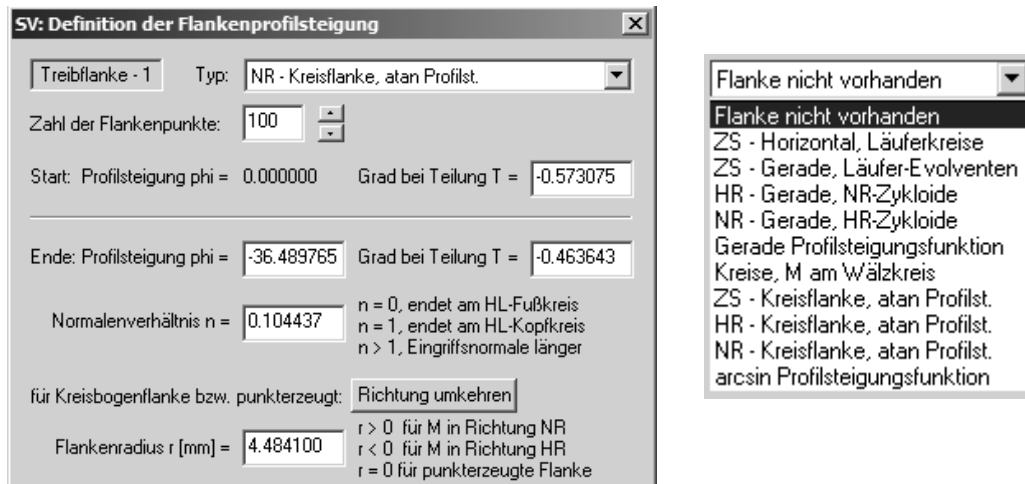 SV: Definition der Flankenprofilsteigung
Treibflanke - 1 Typ: NR - Kreisflanke, atan Profilst.
Zahl der Flankenpunkte: 100
Start: Profilsteigung phi = 0.000000 Grad bei Teilung T = -0.573075
Ende: Profilsteigung phi = -36.489765 Grad bei Teilung T = -0.463643
Normalenverhältnis n = 0.104437
n = 0, endet am HL-Fußkreis
n = 1, endet am HL-Kopfkreis
n > 1, Eingriffsnormale länger
für Kreisbogenflanke bzw. punkterzeugt: Richtung umkehren
Flankenradius r [mm] = 4.484100
r > 0 für M in Richtung NR
r < 0 für M in Richtung HR
r = 0 für punkterzeugte Flanke
Flanke nicht vorhanden
Flanke nicht vorhanden
ZS - Horizontal, Läuferkreise
ZS - Gerade, Läufer-Evolventen
HR - Gerade, NR-Zykloide
NR - Gerade, HR-Zykloide
Gerade Profilsteigungsfunktion
Kreise, M am Wälzkreis
ZS - Kreisflanke, atan Profilst.
HR - Kreisflanke, atan Profilst.
NR - Kreisflanke, atan Profilst.
arcsin Profilsteigungsfunktion